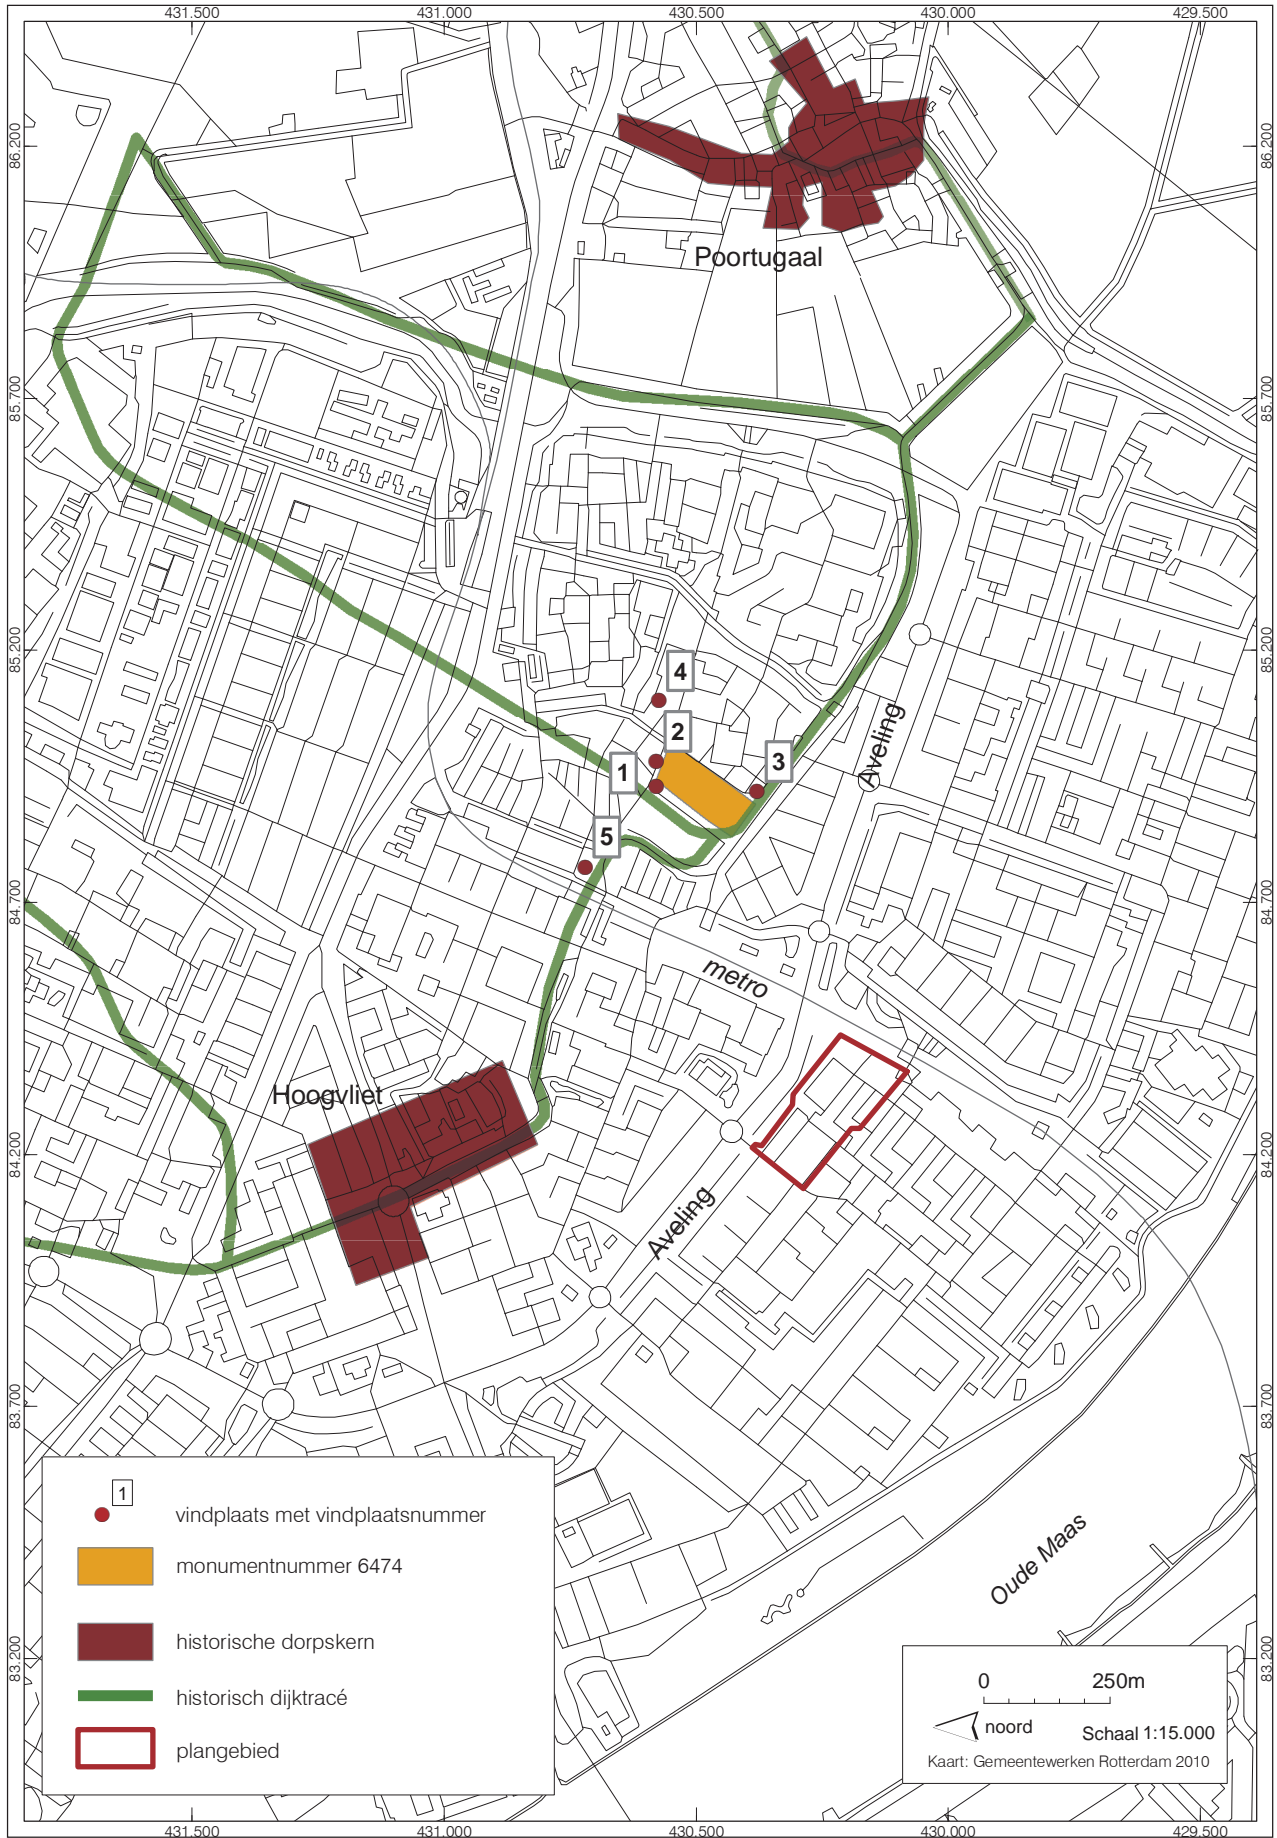 431.500 431.000 430.500 430.000 429.500
86.200 86.200
Poortugaal
85.700 85.700
85.200 85.200
4
2
3
1
Aveling
5
84.700 84.700
metro
Hoogvliet
84.200 84.200
Aveling
83.700 83.700
1
vindplaats met vindplaatsnummer
monumentnummer 6474
historische dorpskern
historisch dijktracé
plangebied
Oude Maas
83.200 83.200
0 250m
noord Schaal 1:15.000
Kaart: Gemeentewerken Rotterdam 2010
431.500 431.000 430.500 430.000 429.500